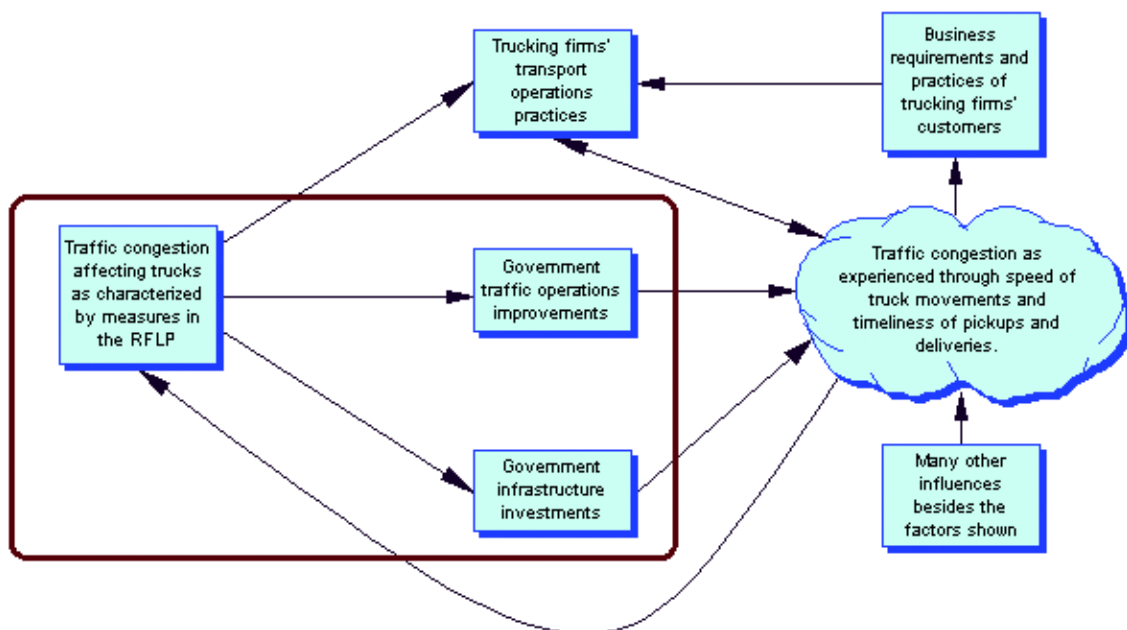 Trucking firms'
transport
operations
practices
Business
requirements and
practices of
trucking firms'
customers
Traffic congestion
affecting trucks
as characterized
by measures in
the RFLP
Government
traffic operations
improvements
Traffic congestion as
experienced through speed of
truck movements and
timeliness of pickups and
deliveries.
Government
infrastructure
investments
Many other
influences
besides the
factors shown